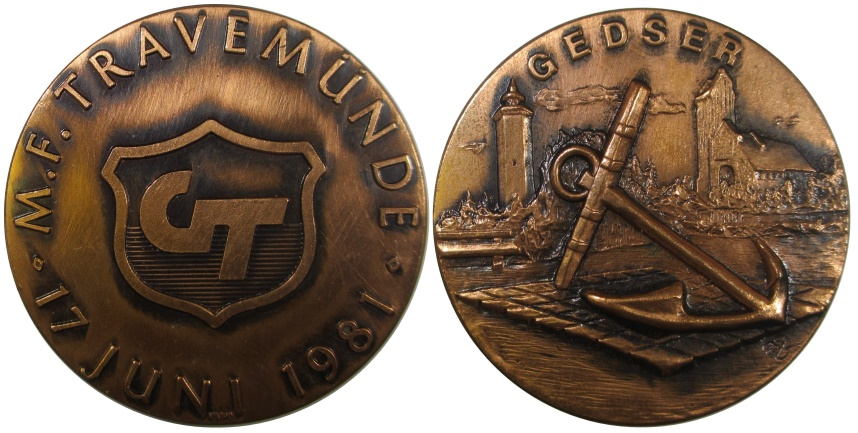 · M.F. TRAVEMÜNDE ·
17 JUNI 1981
GT
GEDSER